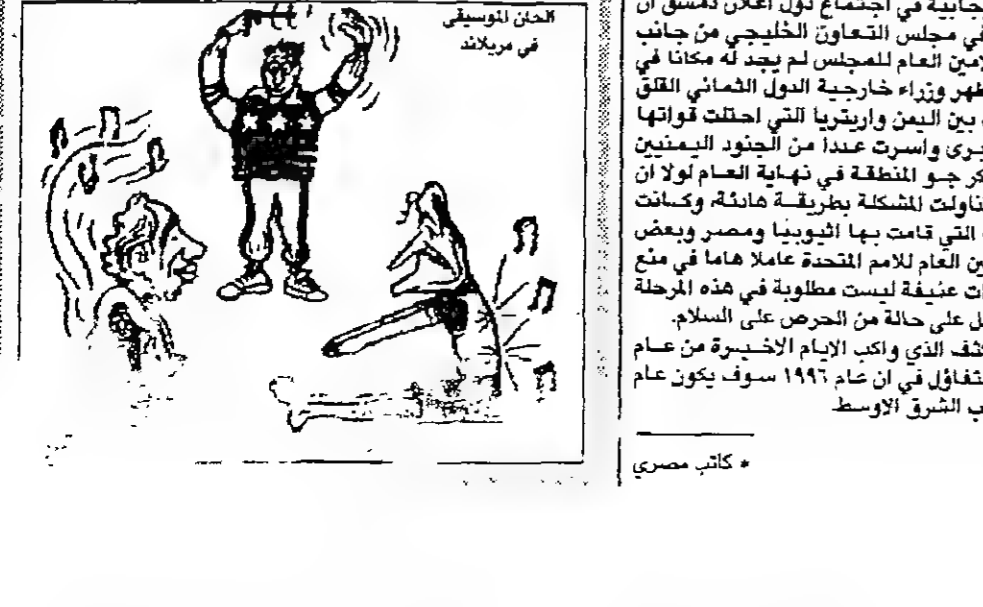 الحان الموسيقى
في مريلاند
جابية في اجتماع دول اعلان دمشق ان
في مجلس التعاون الخليجي من جانب
لامين العام للمجلس لم يجد له مكانا في
ظهر وزراء خارجية الدول الثماني القلق
بين اليمن واريتريا التي احتلت قواتها
برى واسرت عددا من الجنود اليمنيين
كر جو المنطقة في نهاية العام لولا ان
ناولت المشكلة بطريقة هادئة، وكانت
التي قامت بها اثيوبيا ومصر وبعض
ين العام للامم المتحدة عاملا هاما في منع
ات عنيفة ليست مطلوبة في هذه المرحلة
ل على حالة من الحرص على السلام.
كثف الذي واكب الايام الاخيرة من عام
تفاؤل في ان عام ١٩٩٦ سوف يكون عام
ب الشرق الاوسط
* كاتب مصري